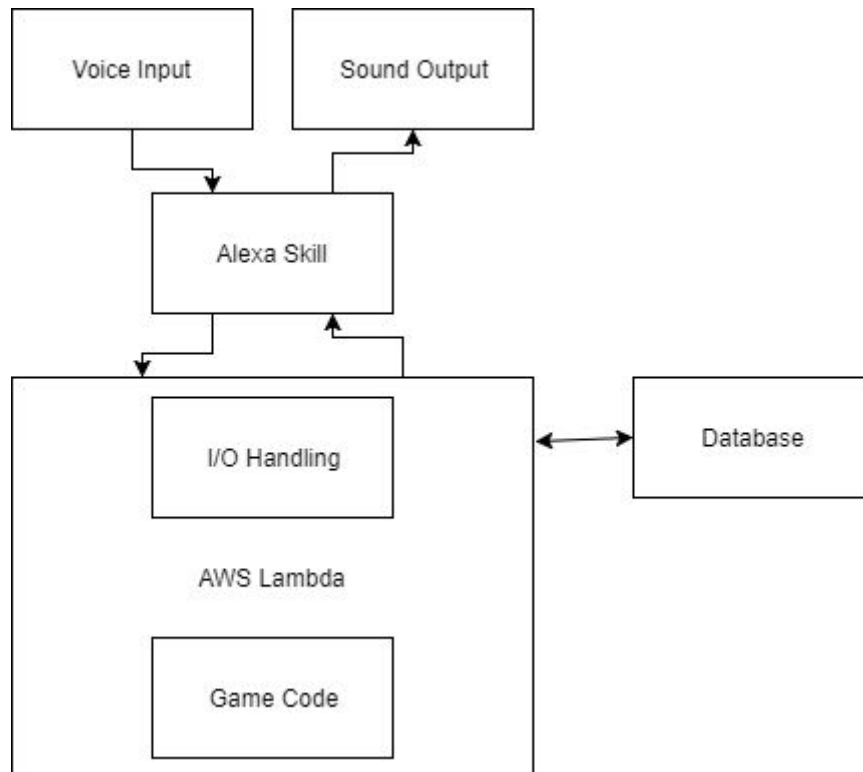 Voice Input
Sound Output
Alexa Skill
I/O Handling
Database
AWS Lambda
Game Code